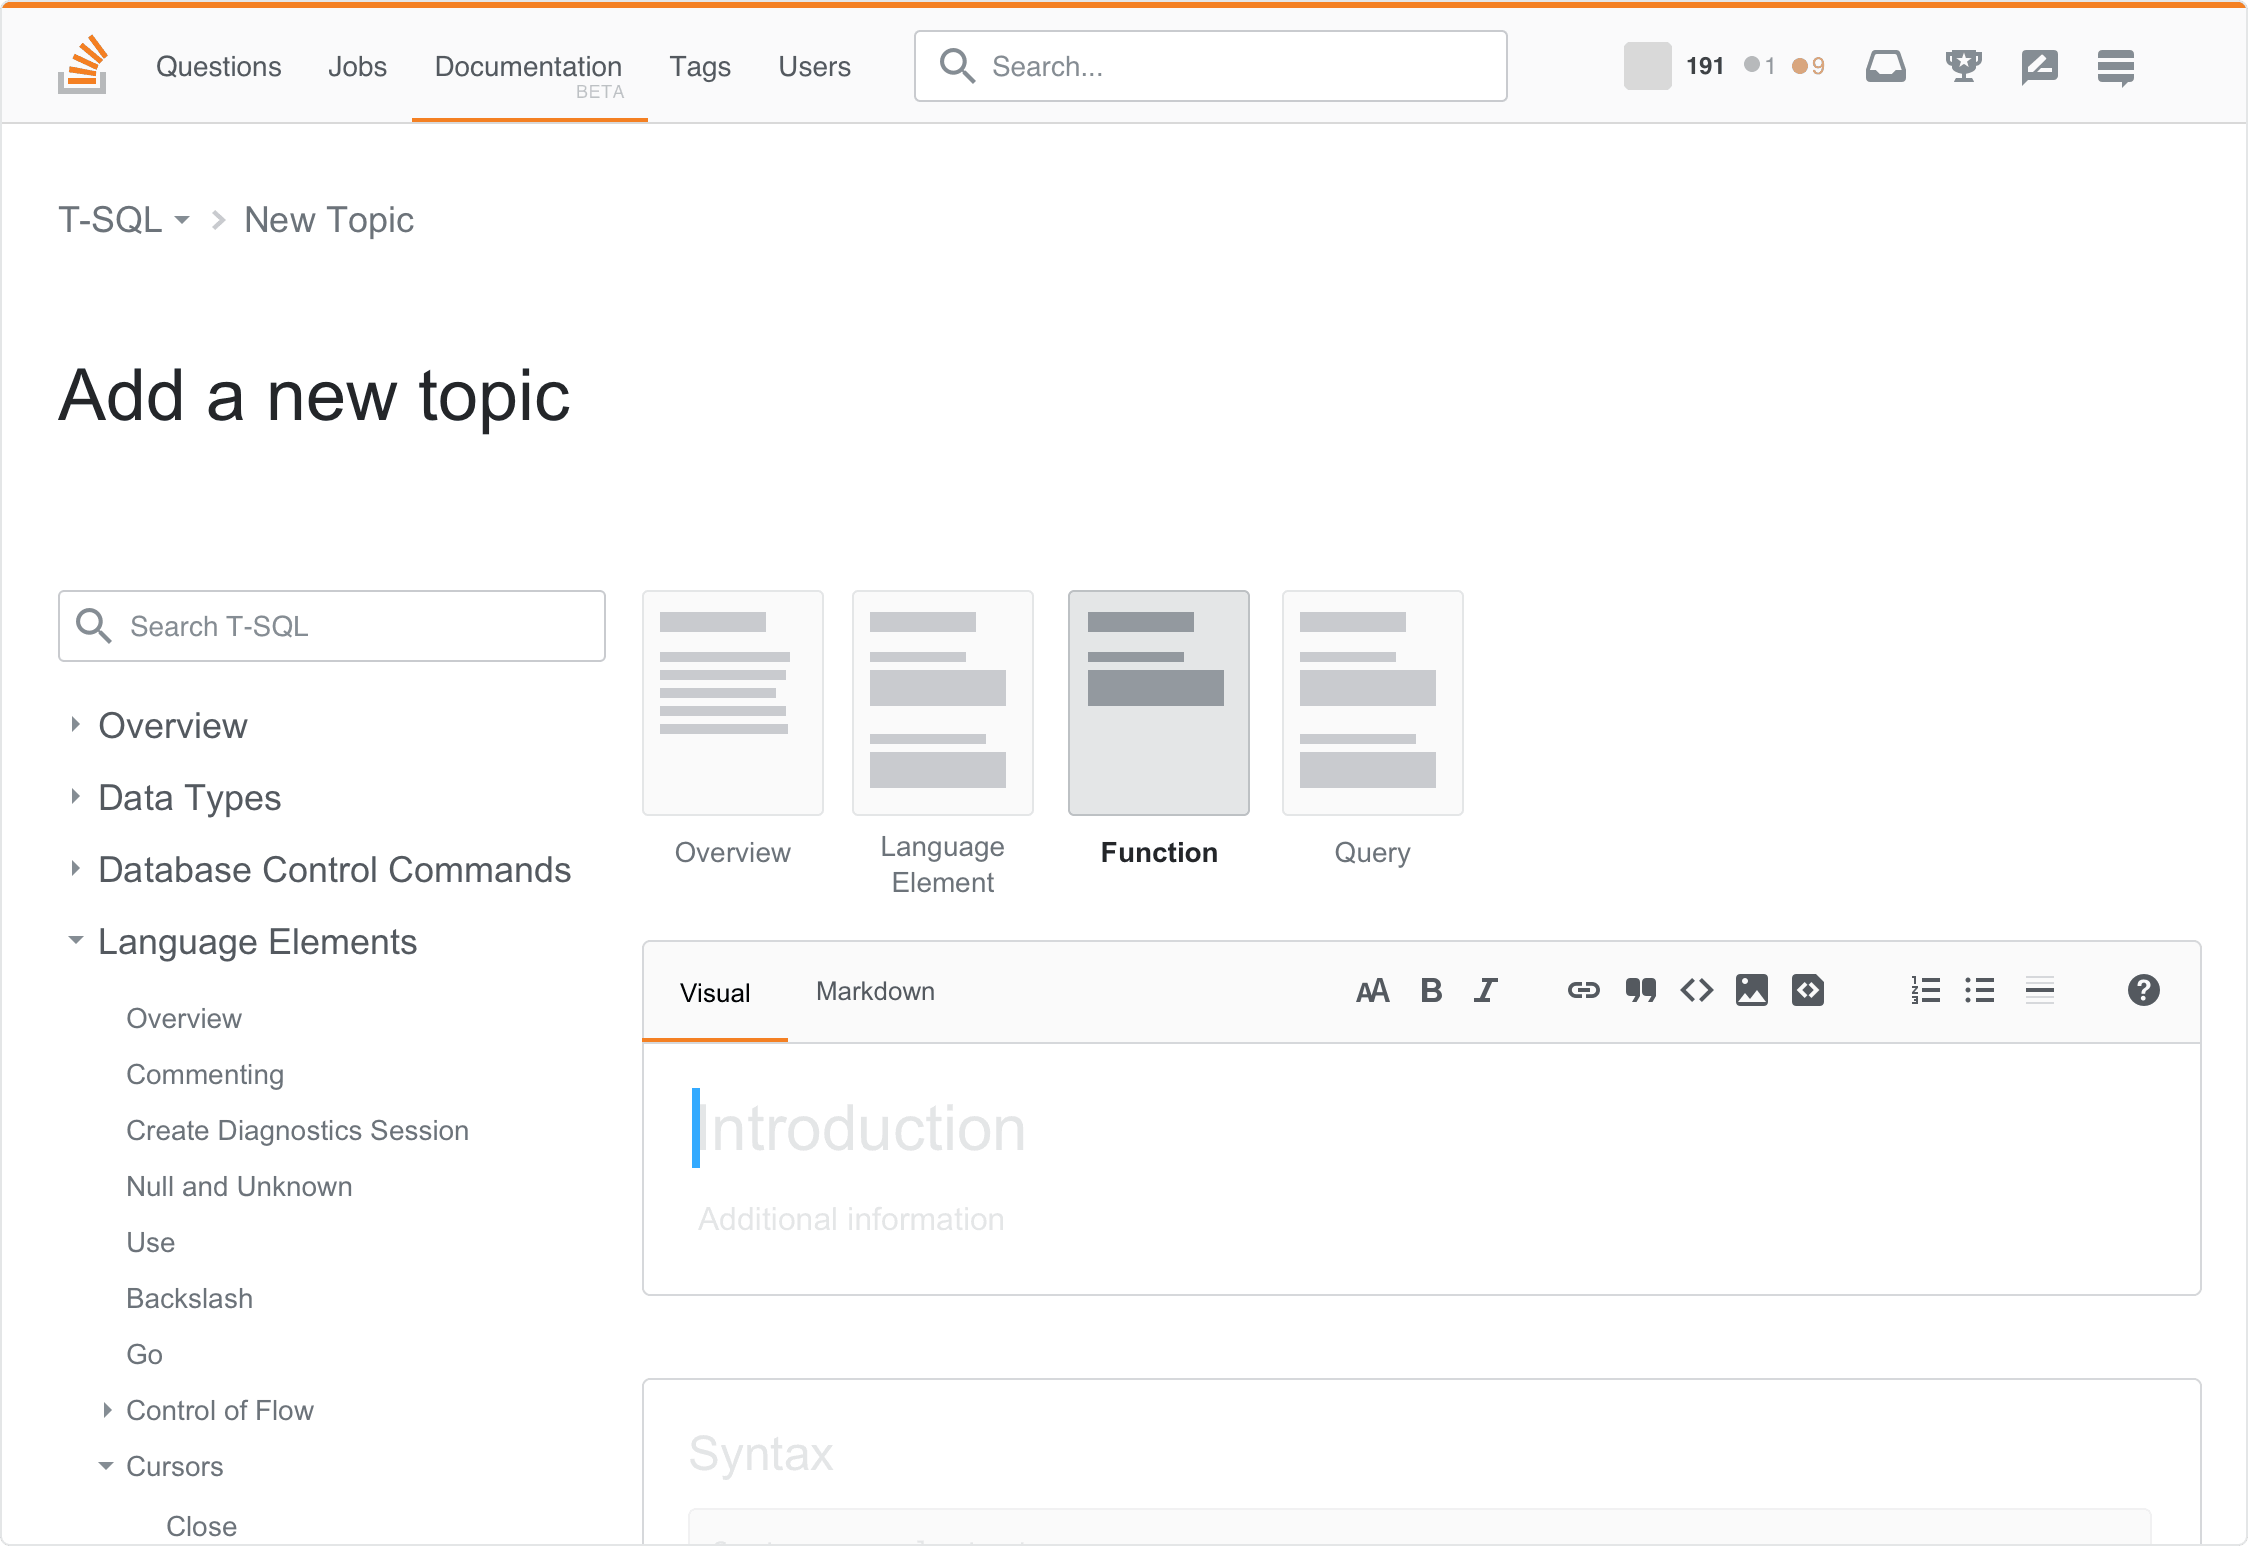 Questions Jobs Documentation Tags Users Search... 191 1 9
BETA
T-SQL New Topic
Add a new topic
Search T-SQL
Overview
Data Types
Database Control Commands
Language Elements
Overview
Commenting
Create Diagnostics Session
Null and Unknown
Use
Backslash
Go
Control of Flow
Cursors
Close
Overview
Language
Element
Function
Query
Visual Markdown AA B I
Introduction
Additional information
Syntax